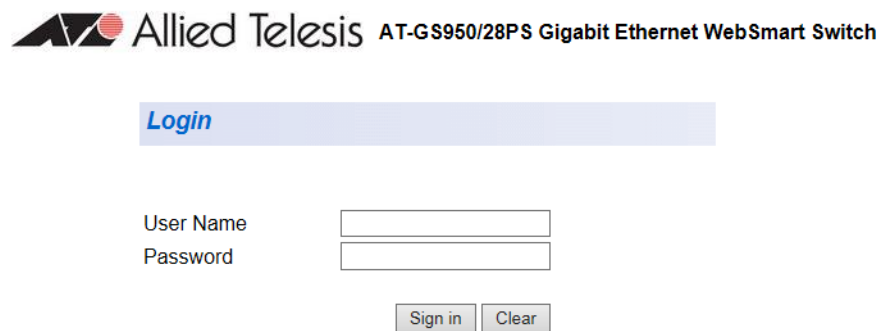 Allied Telesis AT-GS950/28PS Gigabit Ethernet WebSmart Switch
Login
User Name
Password
Sign in Clear